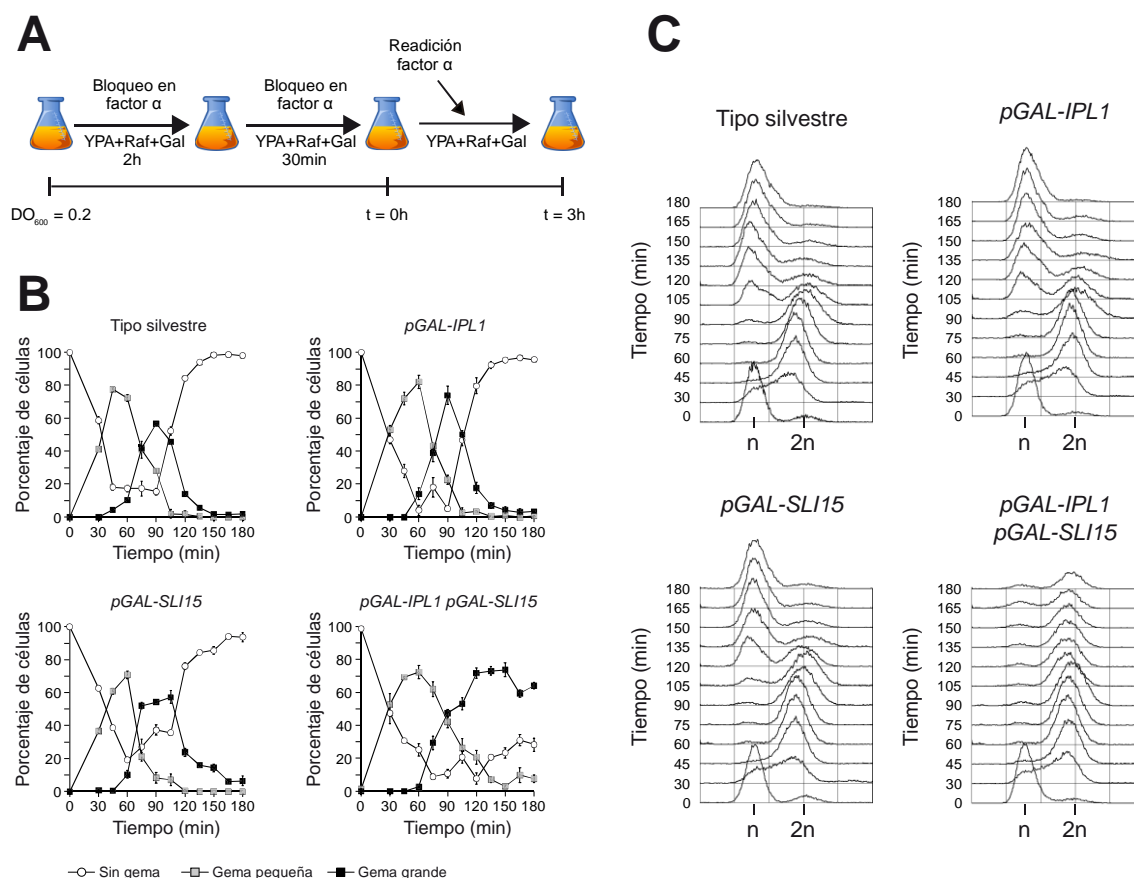 A
Bloqueo en
factor α
YPA+Raf+Gal
2h
Bloqueo en
factor α
YPA+Raf+Gal
30min
Readición
factor α
YPA+Raf+Gal
DO600 = 0.2
t = 0h
t = 3h
B
Tipo silvestre
Porcentaje de células
100
80
60
40
20
0
0 30 60 90 120 150 180
Tiempo (min)
pGAL-IPL1
Porcentaje de células
100
80
60
40
20
0
0 30 60 90 120 150 180
Tiempo (min)
pGAL-SLI15
Porcentaje de células
100
80
60
40
20
0
0 30 60 90 120 150 180
Tiempo (min)
pGAL-IPL1 pGAL-SLI15
Porcentaje de células
100
80
60
40
20
0
0 30 60 90 120 150 180
Tiempo (min)
Sin gema Gema pequeña Gema grande
C
Tipo silvestre
Tiempo (min)
180
165
150
135
120
105
90
75
60
45
30
0
n 2n
pGAL-IPL1
Tiempo (min)
180
165
150
135
120
105
90
75
60
45
30
0
n 2n
pGAL-SLI15
Tiempo (min)
180
165
150
135
120
105
90
75
60
45
30
0
n 2n
pGAL-IPL1
pGAL-SLI15
Tiempo (min)
180
165
150
135
120
105
90
75
60
45
30
0
n 2n